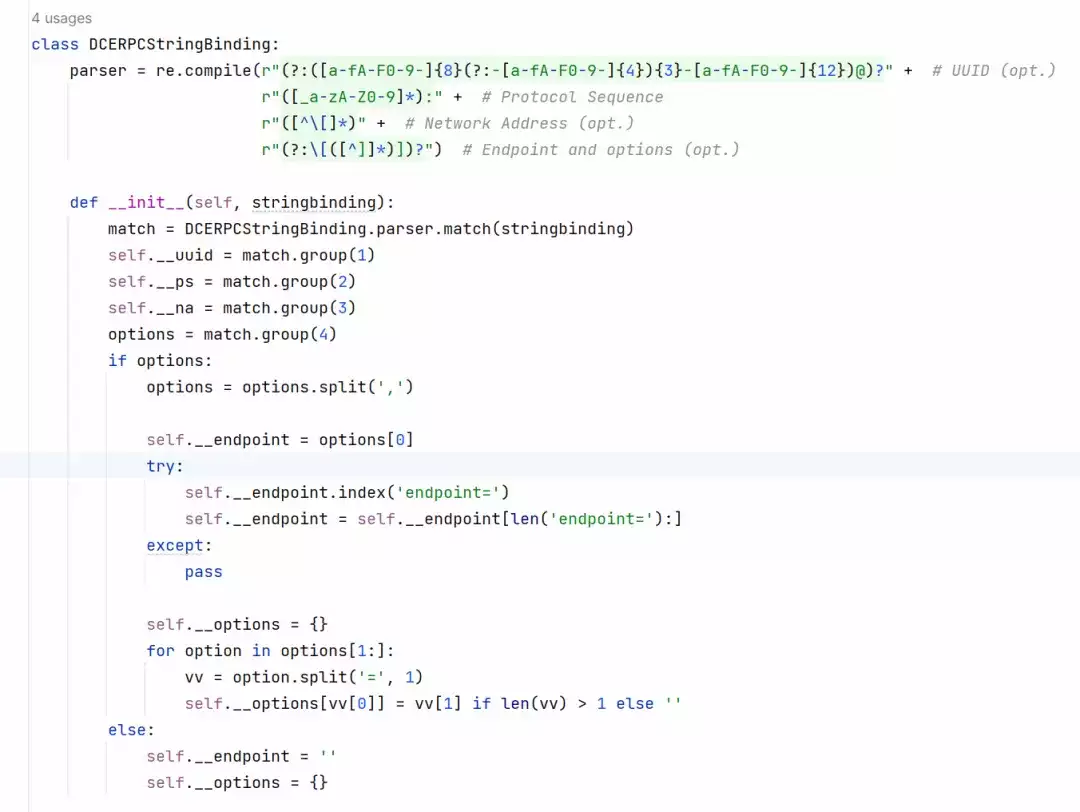 4 usages
class DCERPCStringBinding:
    parser = re.compile(r"(?:([a-fA-F0-9-]{8}(?:-[a-fA-F0-9-]{4}){3}-[a-fA-F0-9-]{12})@)?" +  # UUID (opt.)
                        r"([_a-zA-Z0-9]*):" +  # Protocol Sequence
                        r"([^\[]*)" +  # Network Address (opt.)
                        r"(?:\[([^]]*)])?")  # Endpoint and options (opt.)

    def __init__(self, stringbinding):
        match = DCERPCStringBinding.parser.match(stringbinding)
        self.__uuid = match.group(1)
        self.__ps = match.group(2)
        self.__na = match.group(3)
        options = match.group(4)
        if options:
            options = options.split(',')

            self.__endpoint = options[0]
            try:
                self.__endpoint.index('endpoint=')
                self.__endpoint = self.__endpoint[len('endpoint='):]
            except:
                pass

            self.__options = {}
            for option in options[1:]:
                vv = option.split('=', 1)
                self.__options[vv[0]] = vv[1] if len(vv) > 1 else ''
        else:
            self.__endpoint = ''
            self.__options = {}